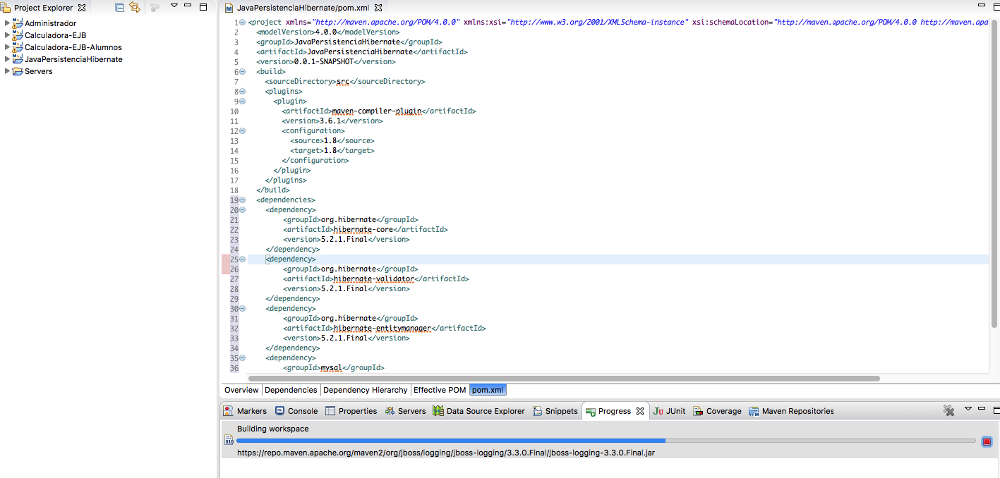 Project Explorer
Administrador
Calculadora-EJB
Calculadora-EJB-Alumnos
JavaPersistenciaHibernate
Servers
JavaPersistenciaHibernate/pom.xml
1 <project xmlns="http://maven.apache.org/POM/4.0.0" xmlns:xsi="http://www.w3.org/2001/XMLSchema-instance" xsi:schemaLocation="http://maven.apache.org/POM/4.0.0 http://maven.apa
2 <modelVersion>4.0.0</modelVersion>
3 <groupId>JavaPersistenciaHibernate</groupId>
4 <artifactId>JavaPersistenciaHibernate</artifactId>
5 <version>0.0.1-SNAPSHOT</version>
6 <build>
7 <sourceDirectory>src</sourceDirectory>
8 <plugins>
9 <plugin>
10 <artifactId>maven-compiler-plugin</artifactId>
11 <version>3.6.1</version>
12 <configuration>
13 <source>1.8</source>
14 <target>1.8</target>
15 </configuration>
16 </plugin>
17 </plugins>
18 </build>
19 <dependencies>
20 <dependency>
21 <groupId>org.hibernate</groupId>
22 <artifactId>hibernate-core</artifactId>
23 <version>5.2.1.Final</version>
24 </dependency>
25 <dependency>
26 <groupId>org.hibernate</groupId>
27 <artifactId>hibernate-validator</artifactId>
28 <version>5.2.1.Final</version>
29 </dependency>
30 <dependency>
31 <groupId>org.hibernate</groupId>
32 <artifactId>hibernate-entitymanager</artifactId>
33 <version>5.2.1.Final</version>
34 </dependency>
35 <dependency>
36 <groupId>mysql</groupId>
Overview Dependencies Dependency Hierarchy Effective POM pom.xml
Markers Console Properties Servers Data Source Explorer Snippets Progress JUnit Coverage Maven Repositories
Building workspace
https://repo.maven.apache.org/maven2/org/jboss/logging/jboss-logging/3.3.0.Final/jboss-logging-3.3.0.Final.jar